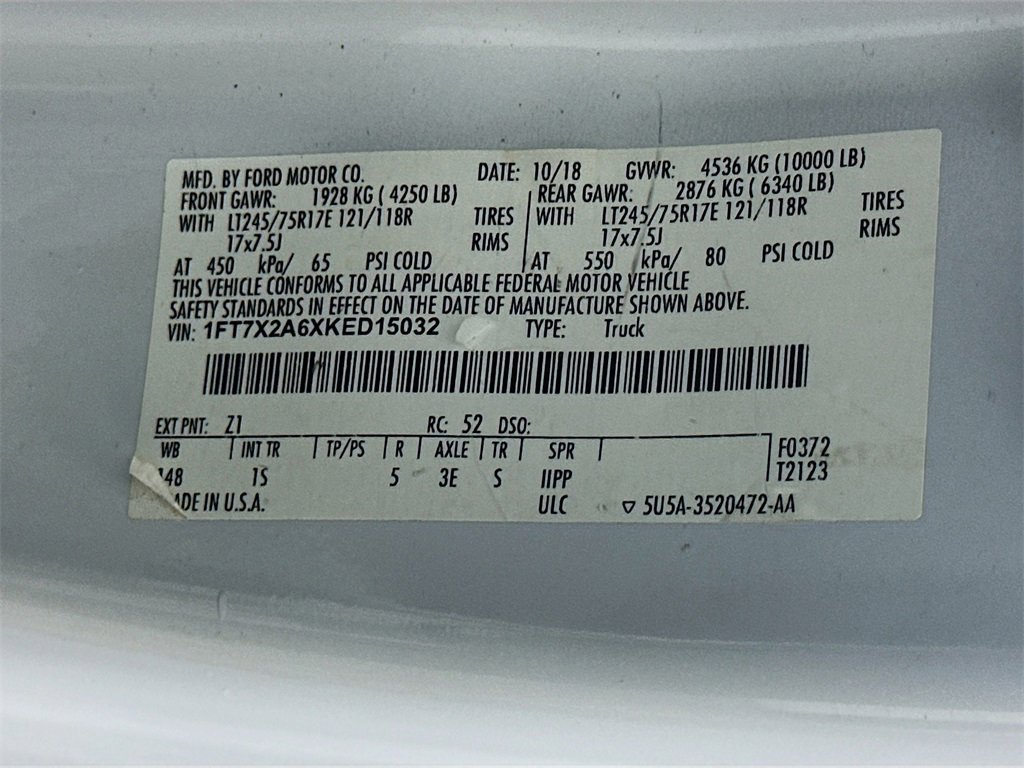 MFD. BY FORD MOTOR CO. DATE: 10/18 GVWR: 4536 KG (10000 LB)
FRONT GAWR: 1928 KG ( 4250 LB) REAR GAWR: 2876 KG ( 6340 LB)
WITH LT245/75R17E 121/118R TIRES WITH LT245/75R17E 121/118R TIRES
17x7.5J RIMS 17x7.5J RIMS
AT 450 kPa/ 65 PSI COLD AT 550 kPa/ 80 PSI COLD
THIS VEHICLE CONFORMS TO ALL APPLICABLE FEDERAL MOTOR VEHICLE
SAFETY STANDARDS IN EFFECT ON THE DATE OF MANUFACTURE SHOWN ABOVE.
VIN: 1FT7X2A6XKED15032 TYPE: Truck
EXT PNT: Z1 RC: 52 DSO:
WB INT TR TP/PS R AXLE TR SPR F0372
148 1S 5 3E S IIPP T2123
MADE IN U.S.A. ULC ▽ 5U5A-3520472-AA